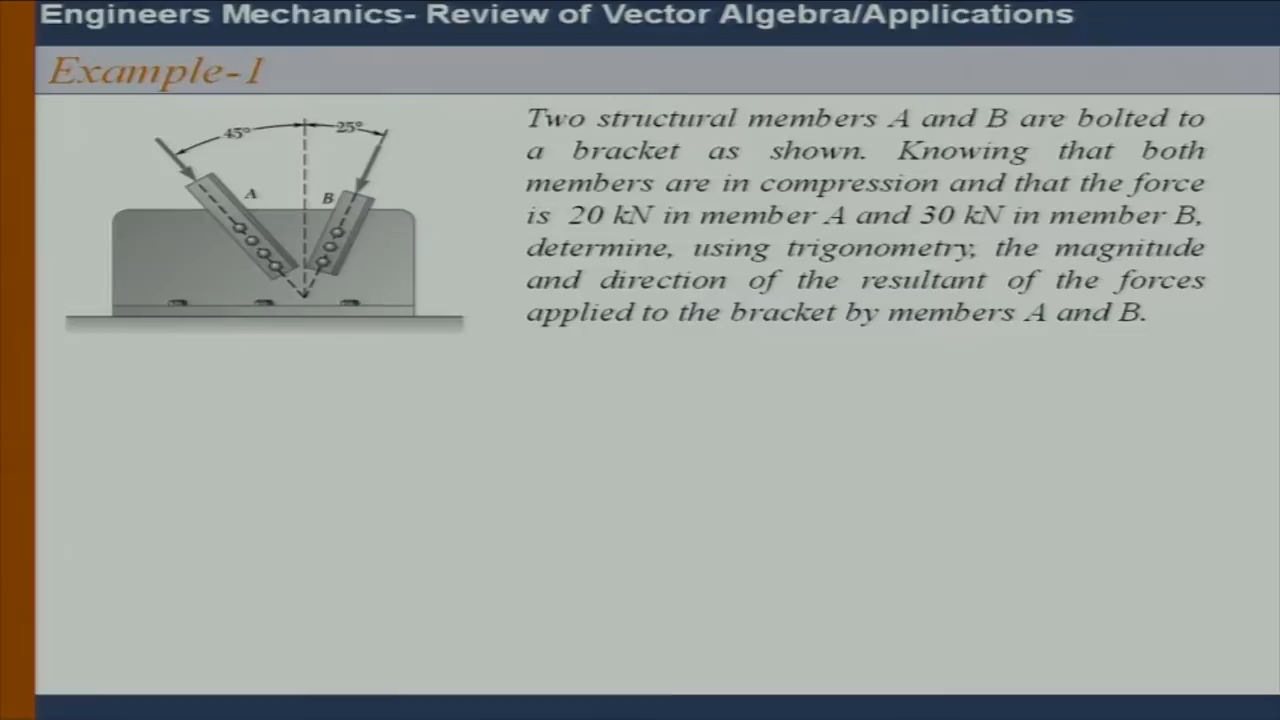 Engineers Mechanics- Review of Vector Algebra/Applications
Example-1
45°
25°
A
B
Two structural members A and B are bolted to
a bracket as shown. Knowing that both
members are in compression and that the force
is 20 kN in member A and 30 kN in member B,
determine, using trigonometry, the magnitude
and direction of the resultant of the forces
applied to the bracket by members A and B.